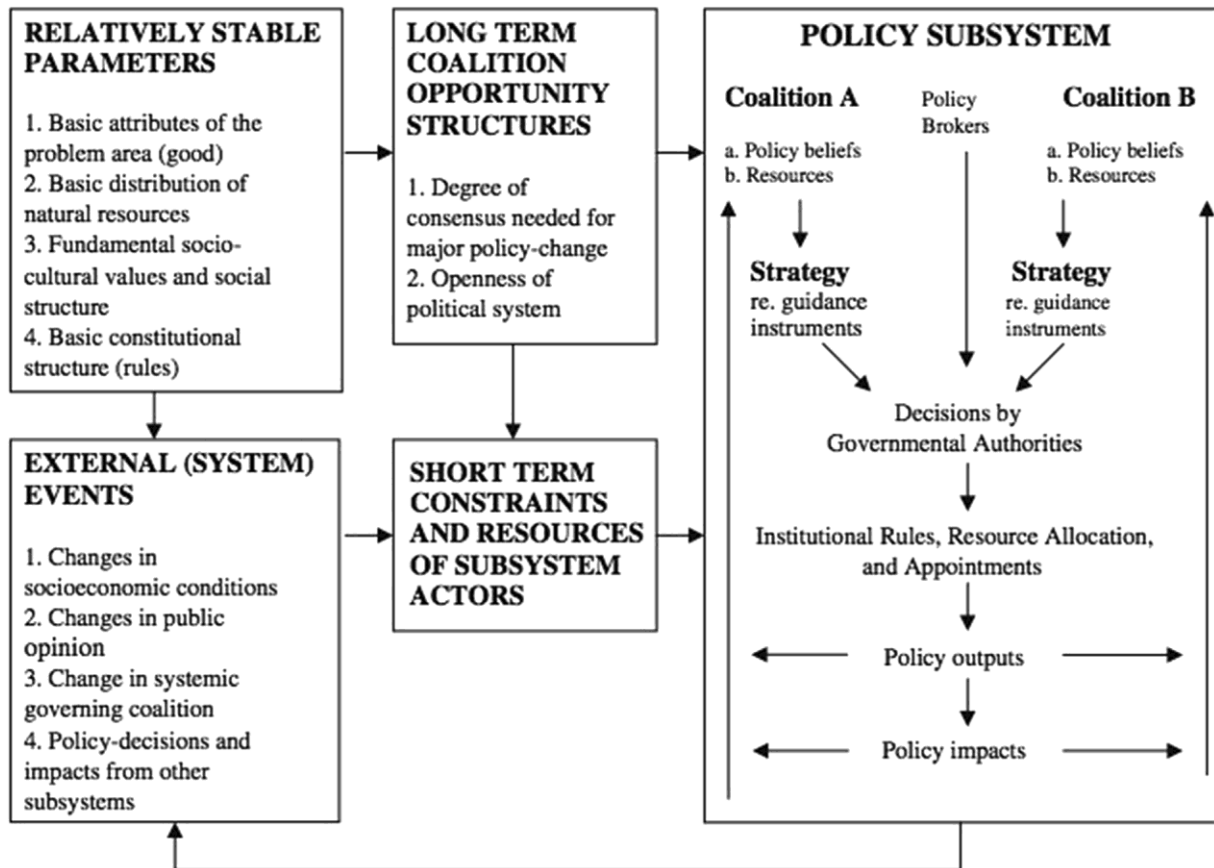 RELATIVELY STABLE
PARAMETERS
1. Basic attributes of the
problem area (good)
2. Basic distribution of
natural resources
3. Fundamental socio-
cultural values and social
structure
4. Basic constitutional
structure (rules)
LONG TERM
COALITION
OPPORTUNITY
STRUCTURES
1. Degree of
consensus needed for
major policy-change
2. Openness of
political system
EXTERNAL (SYSTEM)
EVENTS
1. Changes in
socioeconomic conditions
2. Changes in public
opinion
3. Change in systemic
governing coalition
4. Policy-decisions and
impacts from other
subsystems
SHORT TERM
CONSTRAINTS
AND RESOURCES
OF SUBSYSTEM
ACTORS
POLICY SUBSYSTEM
Coalition A
a. Policy beliefs
b. Resources
Strategy
re. guidance
instruments
Policy
Brokers
Coalition B
a. Policy beliefs
b. Resources
Strategy
re. guidance
instruments
Decisions by
Governmental Authorities
Institutional Rules, Resource Allocation,
and Appointments
Policy outputs
Policy impacts